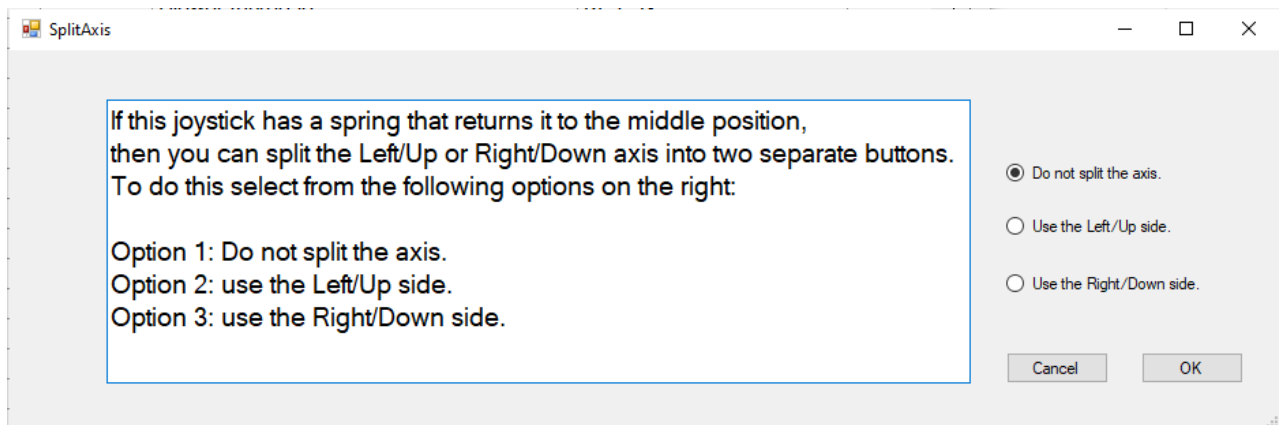 SplitAxis
If this joystick has a spring that returns it to the middle position,
then you can split the Left/Up or Right/Down axis into two separate buttons.
To do this select from the following options on the right:
Option 1: Do not split the axis.
Option 2: use the Left/Up side.
Option 3: use the Right/Down side.
Do not split the axis.
Use the Left/Up side.
Use the Right/Down side.
Cancel
OK